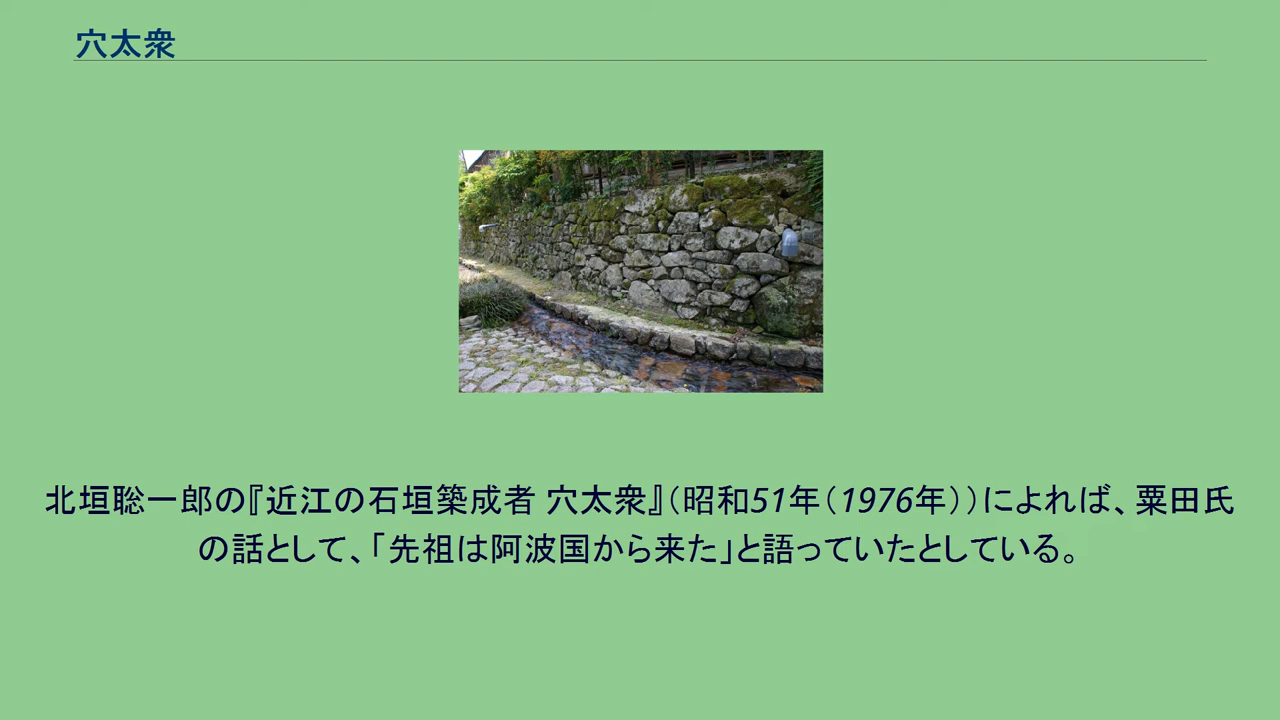 穴太衆
北垣聡一郎の『近江の石垣築成者 穴太衆』（昭和51年（1976年））によれば、粟田氏
の話として、「先祖は阿波国から来た」と語っていたとしている。